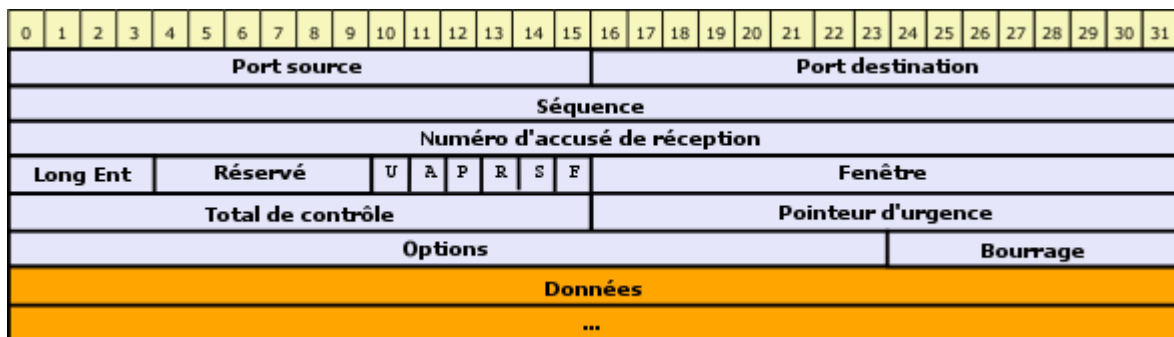 0 1 2 3 4 5 6 7 8 9 10 11 12 13 14 15 16 17 18 19 20 21 22 23 24 25 26 27 28 29 30 31
Port source Port destination
Séquence
Numéro d'accusé de réception
Long Ent Réservé U A P R S F Fenêtre
Total de contrôle Pointeur d'urgence
Options Bourrage
Données
...